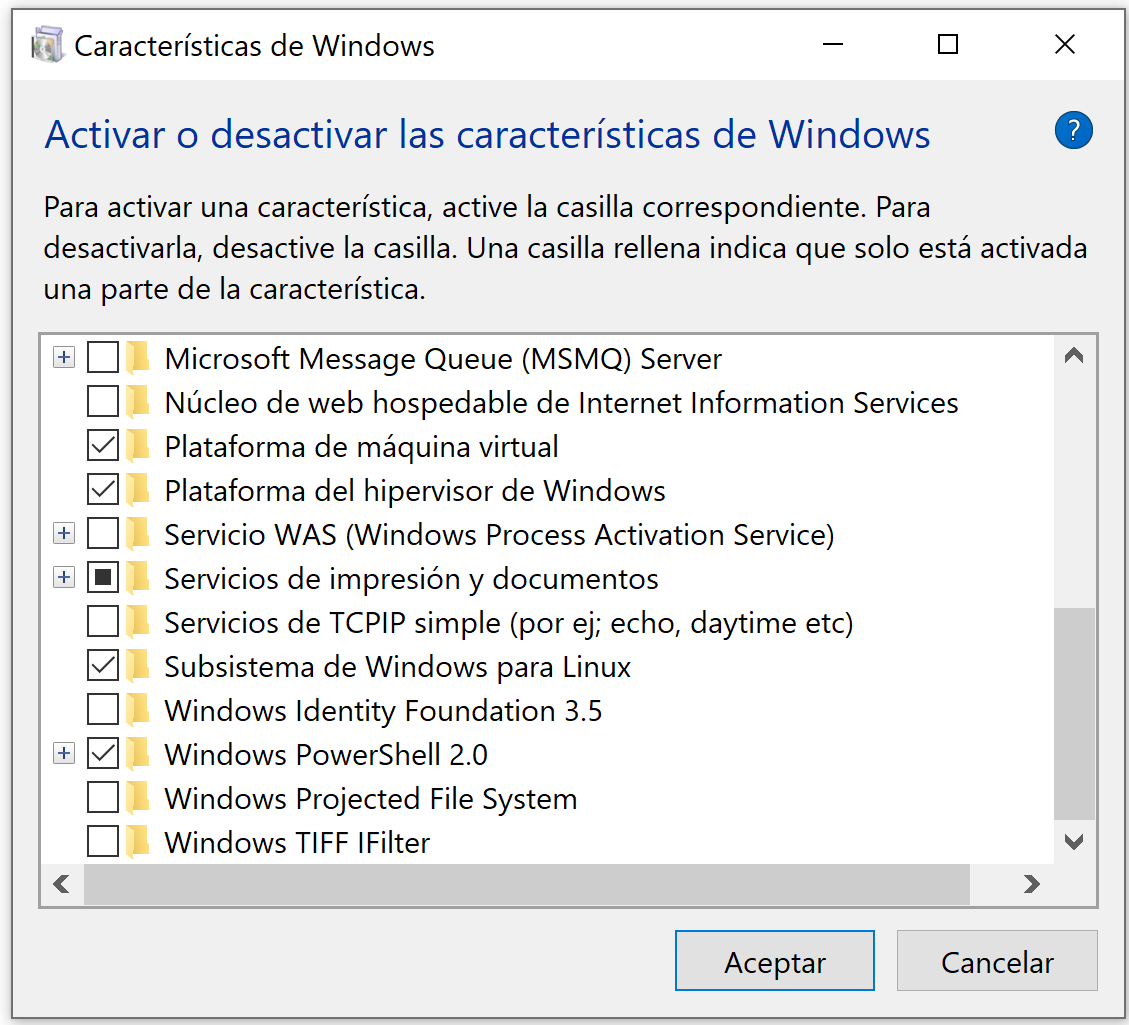 Características de Windows
Activar o desactivar las características de Windows
?
Para activar una característica, active la casilla correspondiente. Para
desactivarla, desactive la casilla. Una casilla rellena indica que solo está activada
una parte de la característica.
Microsoft Message Queue (MSMQ) Server
Núcleo de web hospedable de Internet Information Services
Plataforma de máquina virtual
Plataforma del hipervisor de Windows
Servicio WAS (Windows Process Activation Service)
Servicios de impresión y documentos
Servicios de TCPIP simple (por ej; echo, daytime etc)
Subsistema de Windows para Linux
Windows Identity Foundation 3.5
Windows PowerShell 2.0
Windows Projected File System
Windows TIFF IFilter
Aceptar
Cancelar